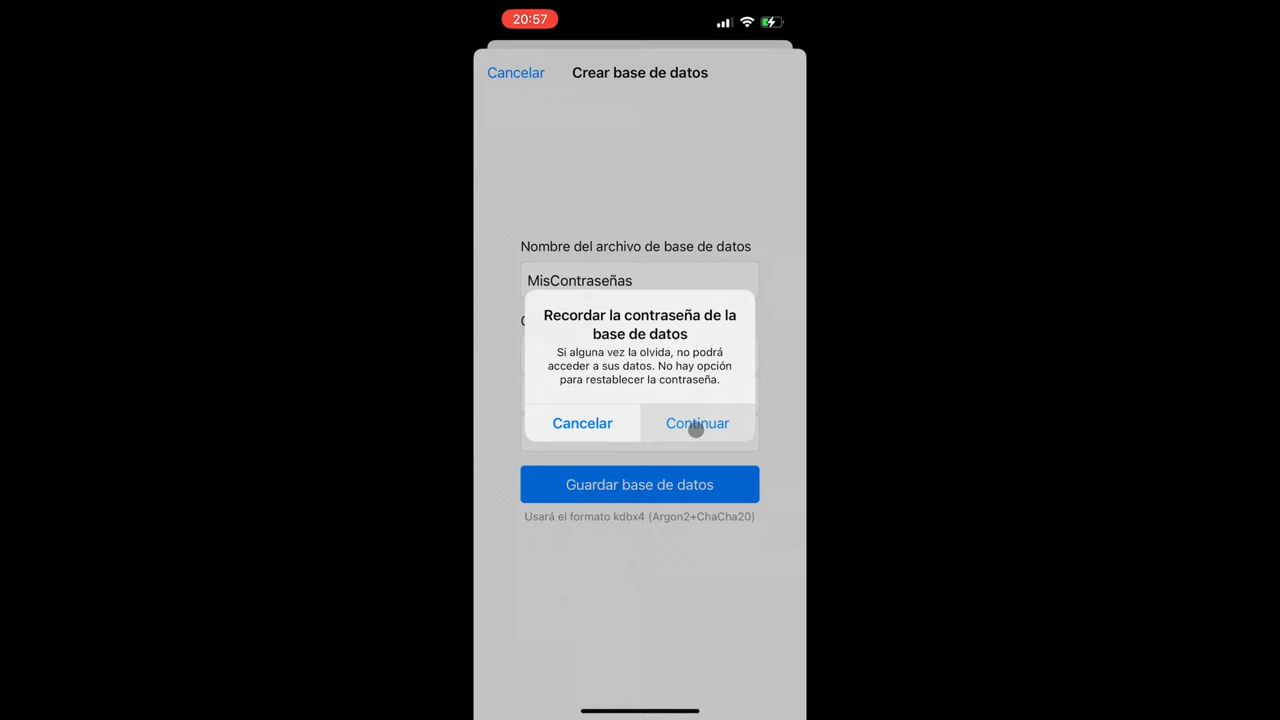 20:57
Cancelar
Crear base de datos
Nombre del archivo de base de datos
MisContraseñas
Recordar la contraseña de la
base de datos
Si alguna vez la olvida, no podrá
acceder a sus datos. No hay opción
para restablecer la contraseña.
Cancelar
Continuar
Guardar base de datos
Usará el formato kdbx4 (Argon2+ChaCha20)